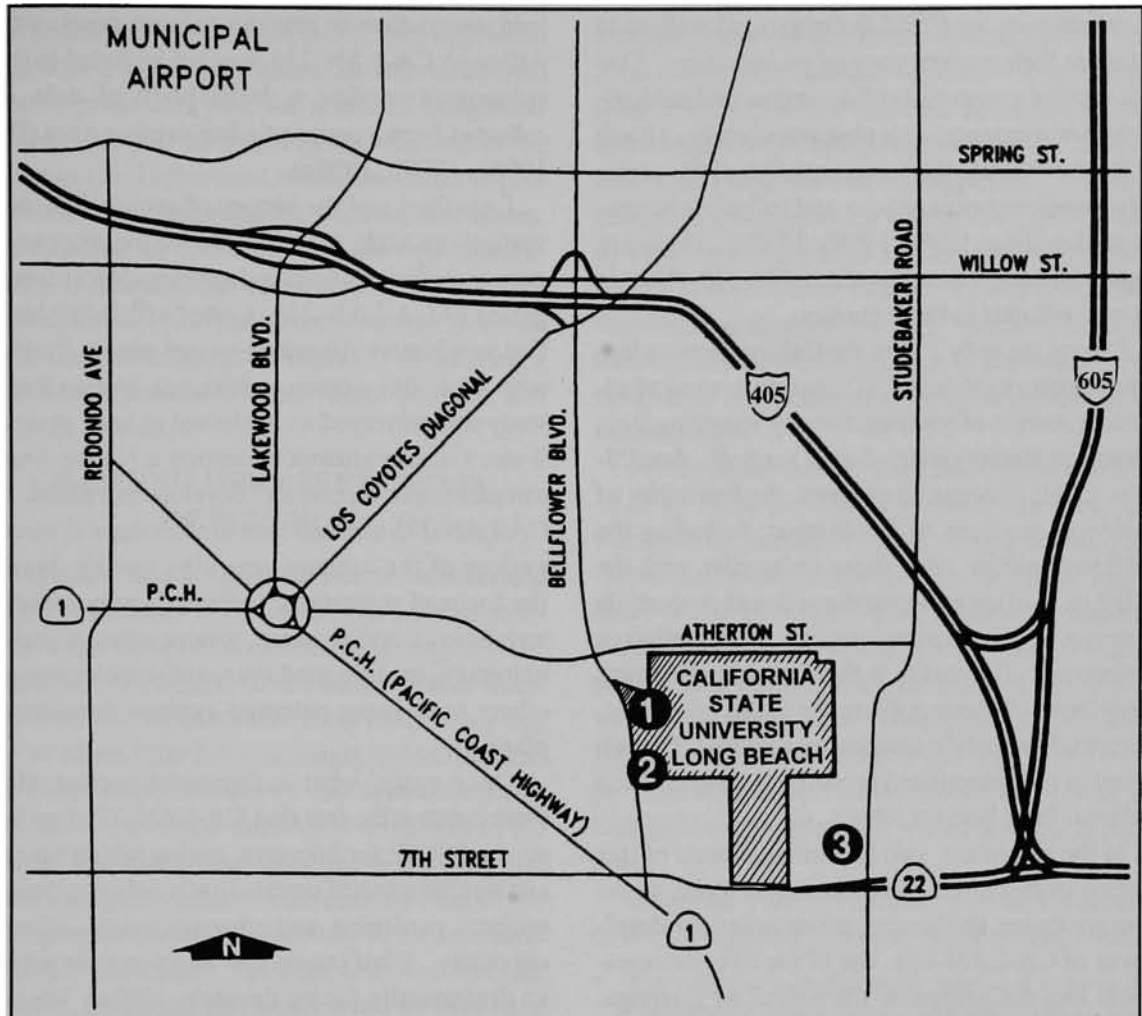 MUNICIPAL
AIRPORT
SPRING ST.
WILLOW ST.
REDONDO AVE
LAKEWOOD BLVD.
LOS COYOTES DIAGONAL
BELLFLOWER BLVD.
STUDEBAKER ROAD
405
605
1
P.C.H.
P.C.H. (PACIFIC COAST HIGHWAY)
ATHERTON ST.
CALIFORNIA
STATE
UNIVERSITY
LONG BEACH
1
2
3
7TH STREET
22
1
N